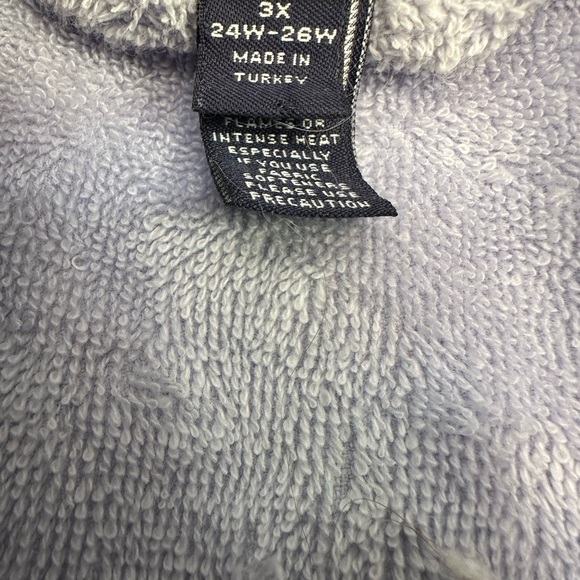 3X
24W-26W
MADE IN
TURKEY
FLAMES OR
INTENSE HEAT
ESPECIALLY
IF YOU USE
FABRIC
SOFTENERS
PLEASE USE
PRECAUTION